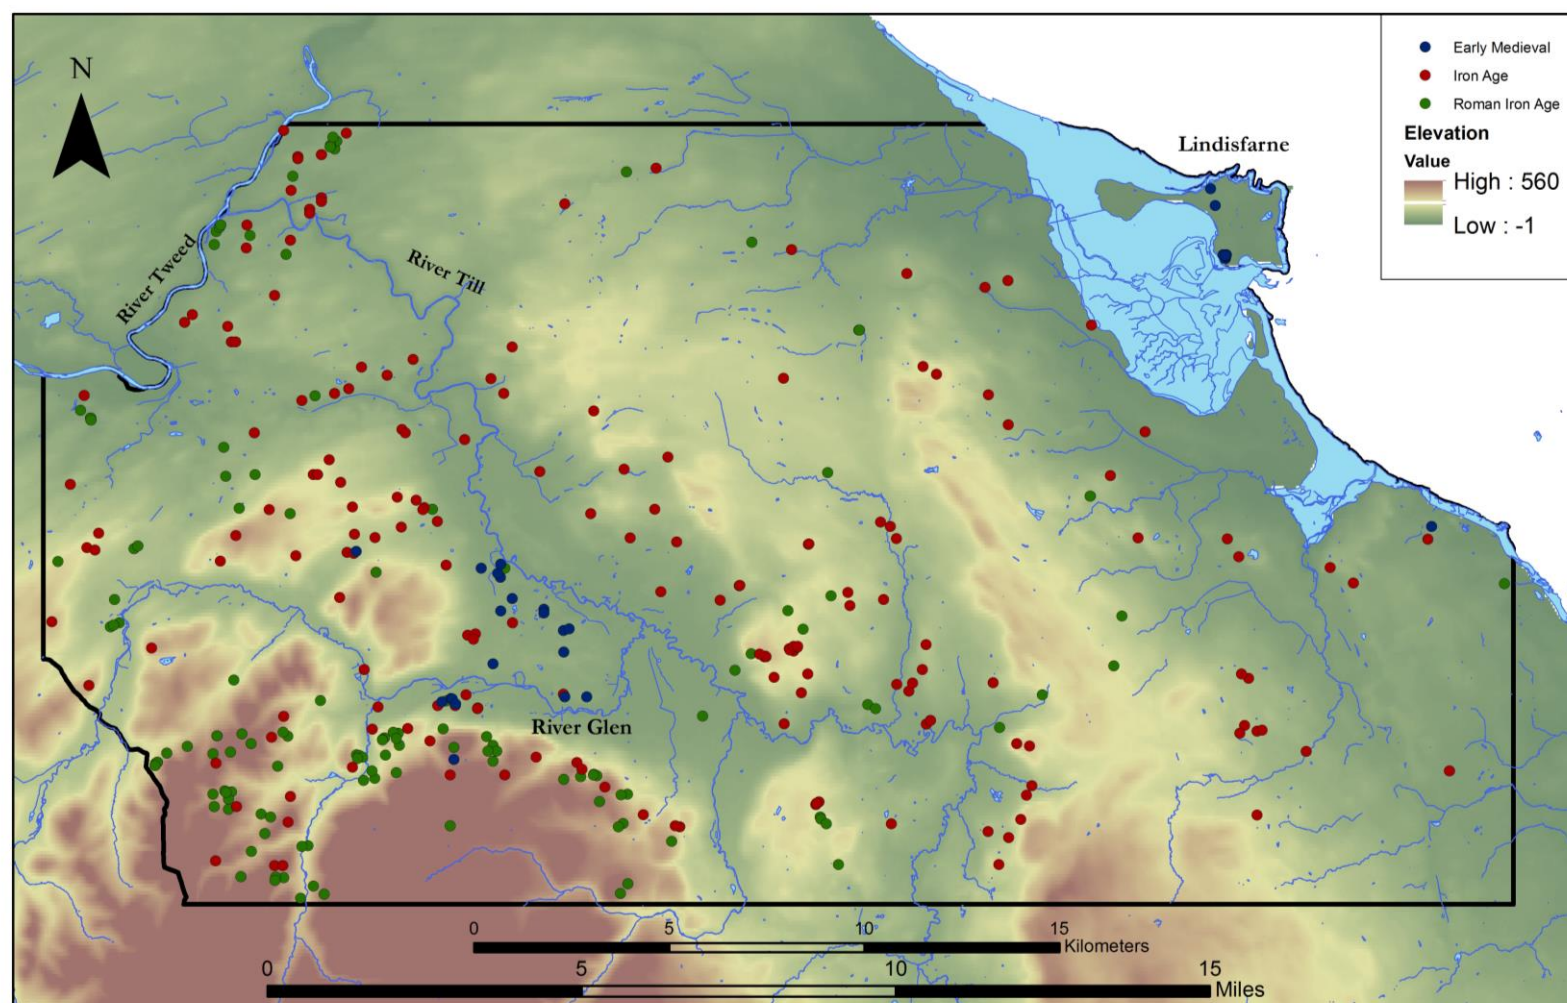 N
Early Medieval
Iron Age
Roman Iron Age
Elevation
Value
High : 560
Low : -1
Lindisfarne
River Tweed
River Till
River Glen
0 5 10 15
Kilometers
0 5 10 15
Miles